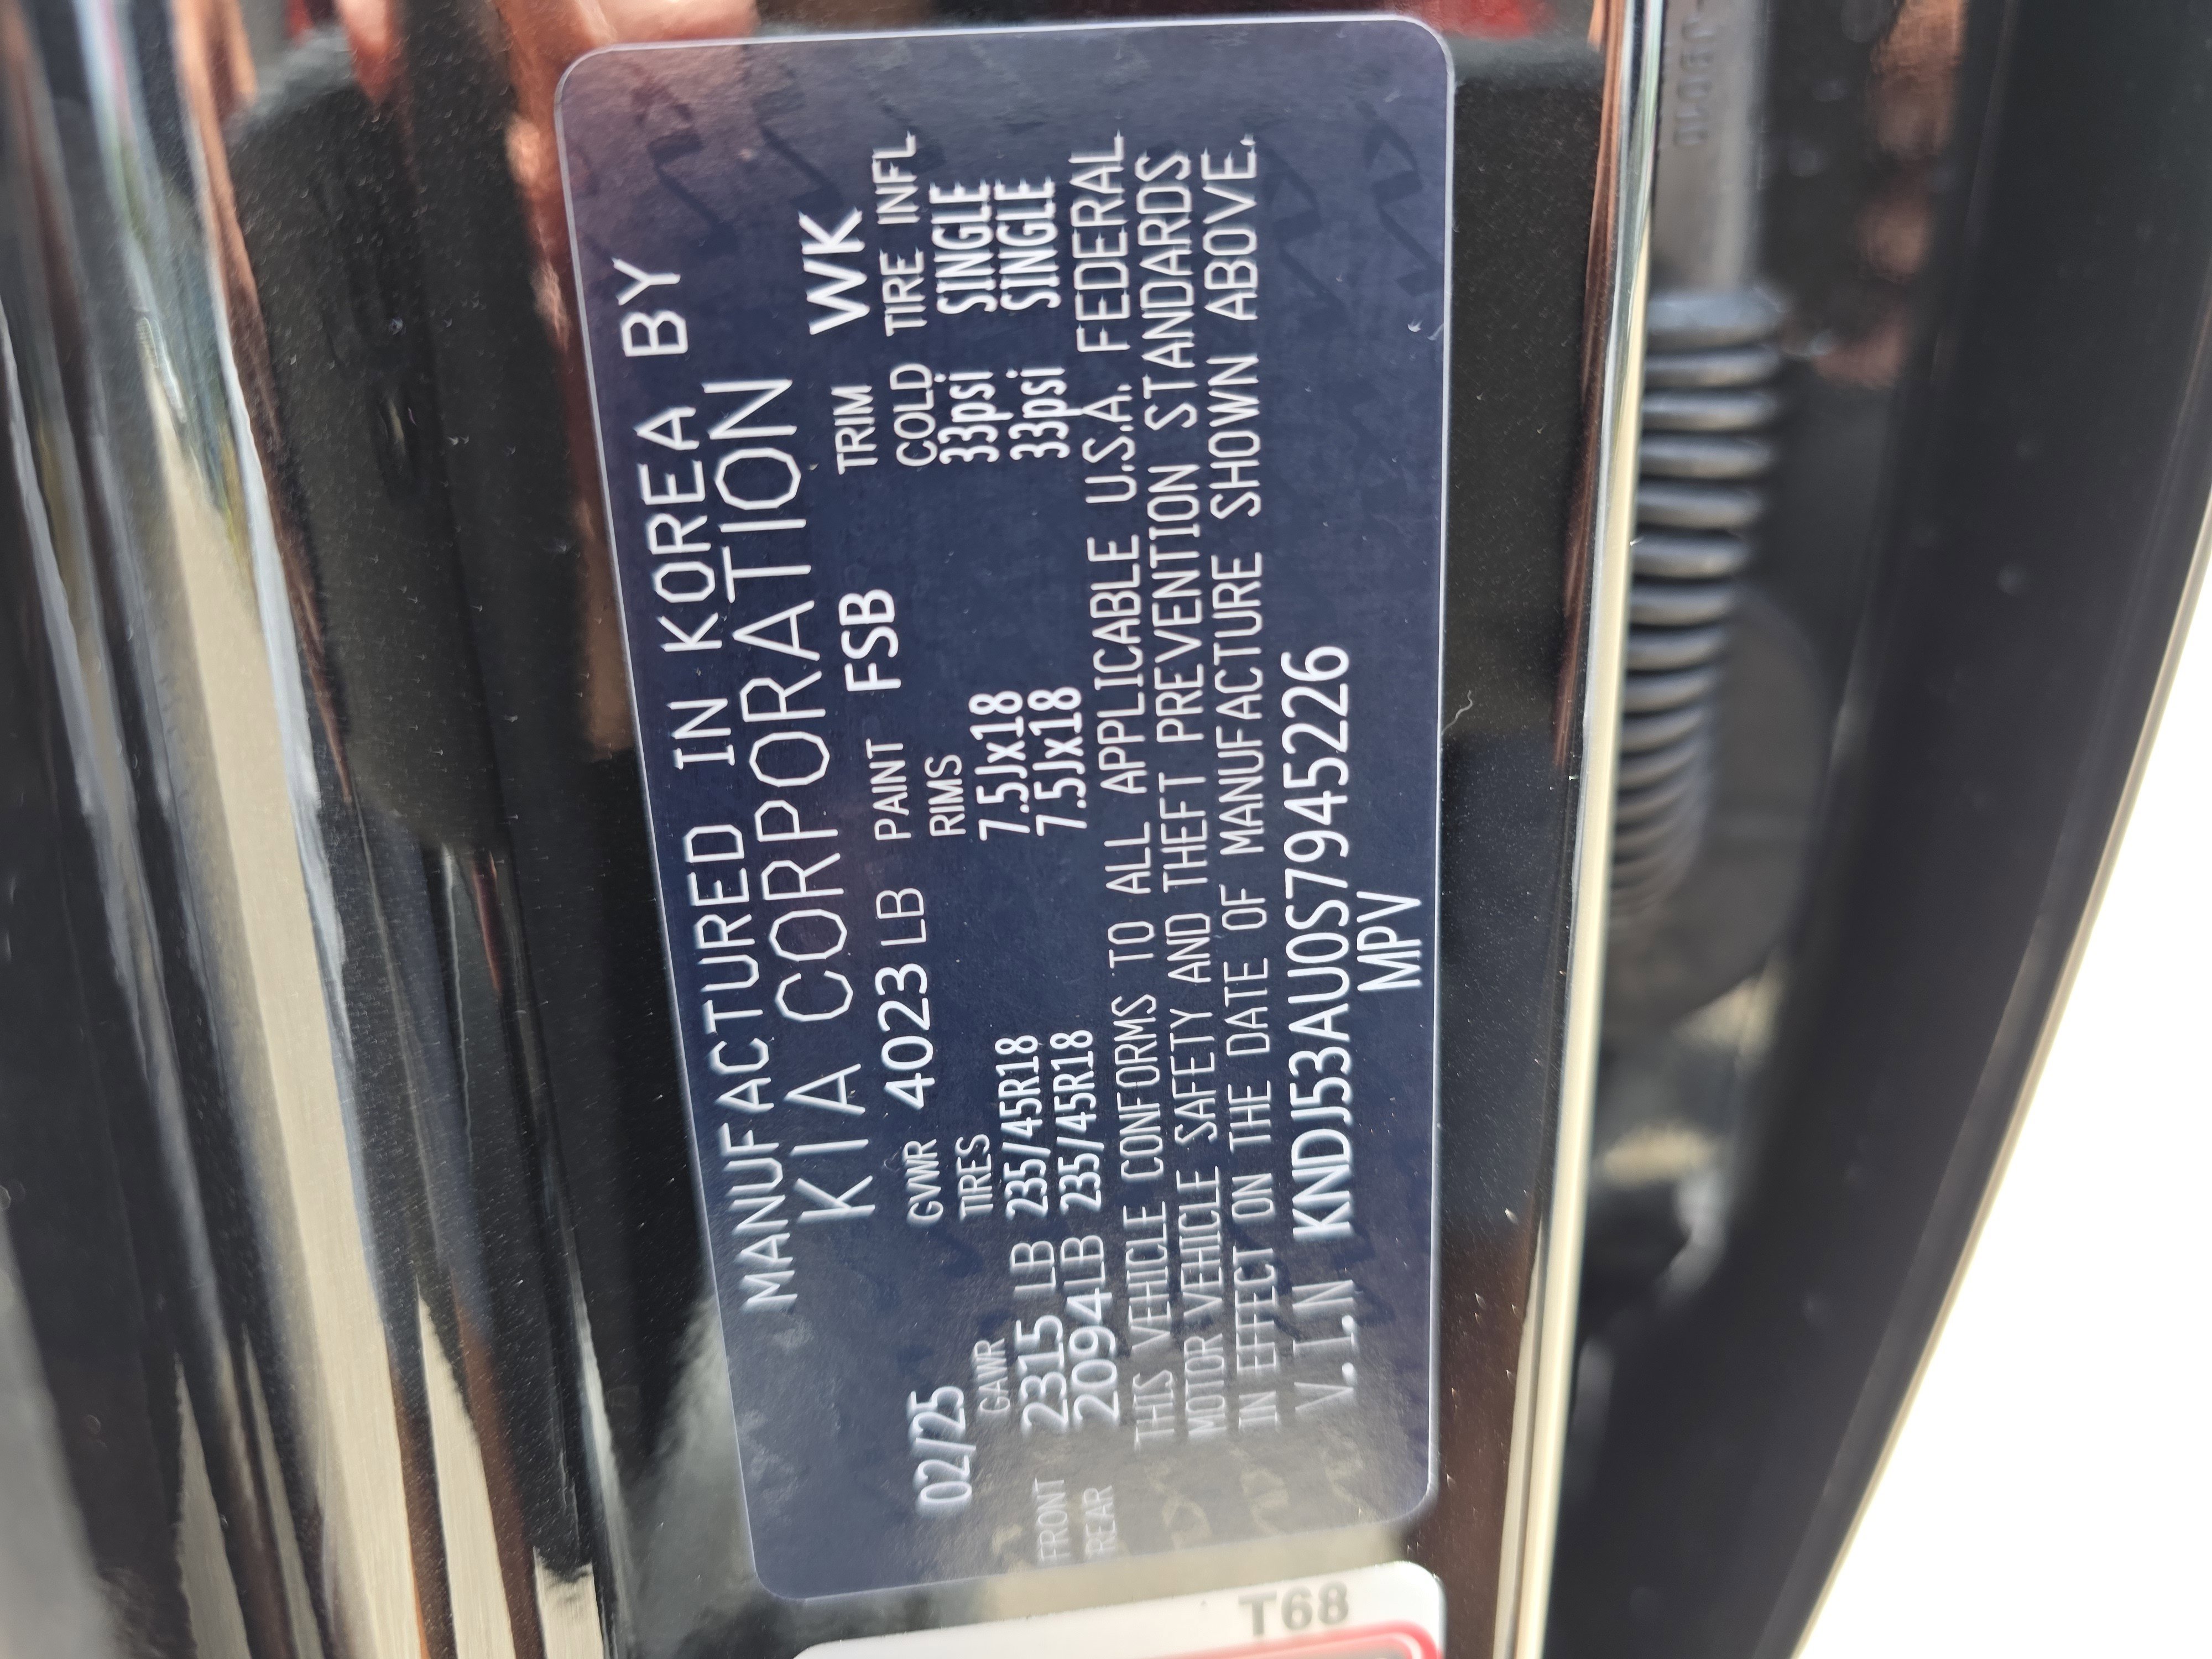 MANUFACTURED IN KOREA BY
KIA CORPORATION
02/25 GVWR 4023 LB PAINT FSB TRIM WK
GAWR TIRES RIMS COLD TIRE INFL
FRONT 2315 LB 235/45R18 7.5Jx18 33psi SINGLE
REAR 2094LB 235/45R18 7.5Jx18 33psi SINGLE
THIS VEHICLE CONFORMS TO ALL APPLICABLE U.S.A. FEDERAL
MOTOR VEHICLE SAFETY AND THEFT PREVENTION STANDARDS
IN EFFECT ON THE DATE OF MANUFACTURE SHOWN ABOVE.
V.I.N KNDJ53AU0S7945226
MPV
T68